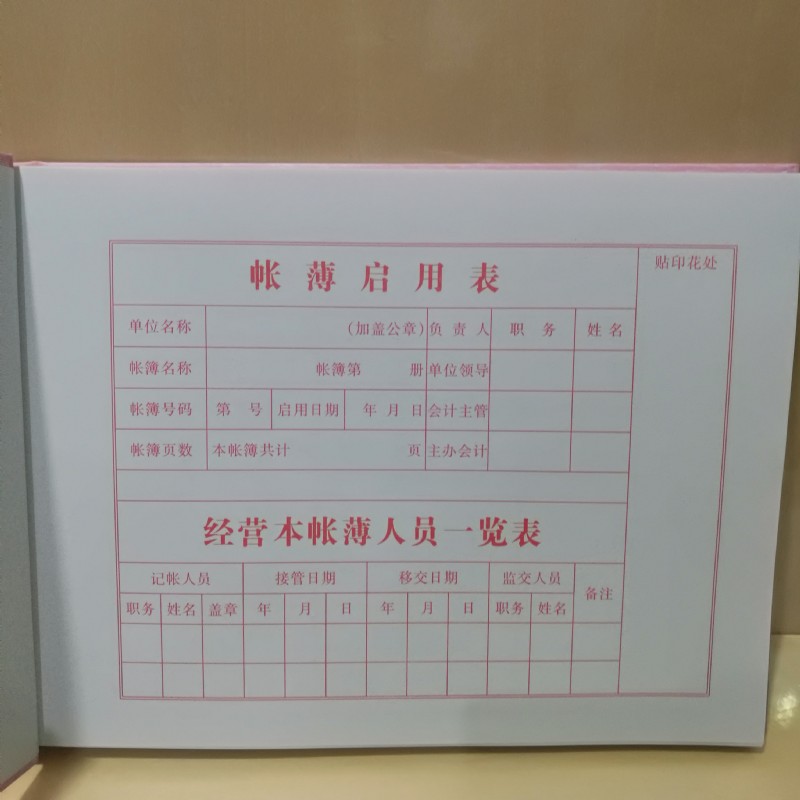 帐薄启用表
贴印花处
单位名称 (加盖公章) 负责人 职务 姓名
帐簿名称 帐簿第 册 单位领导
帐簿号码 第 号 启用日期 年 月 日 会计主管
帐簿页数 本帐簿共计 页 主办会计
经营本帐薄人员一览表
记帐人员 接管日期 移交日期 监交人员 备注
职务 姓名 盖章 年 月 日 年 月 日 职务 姓名